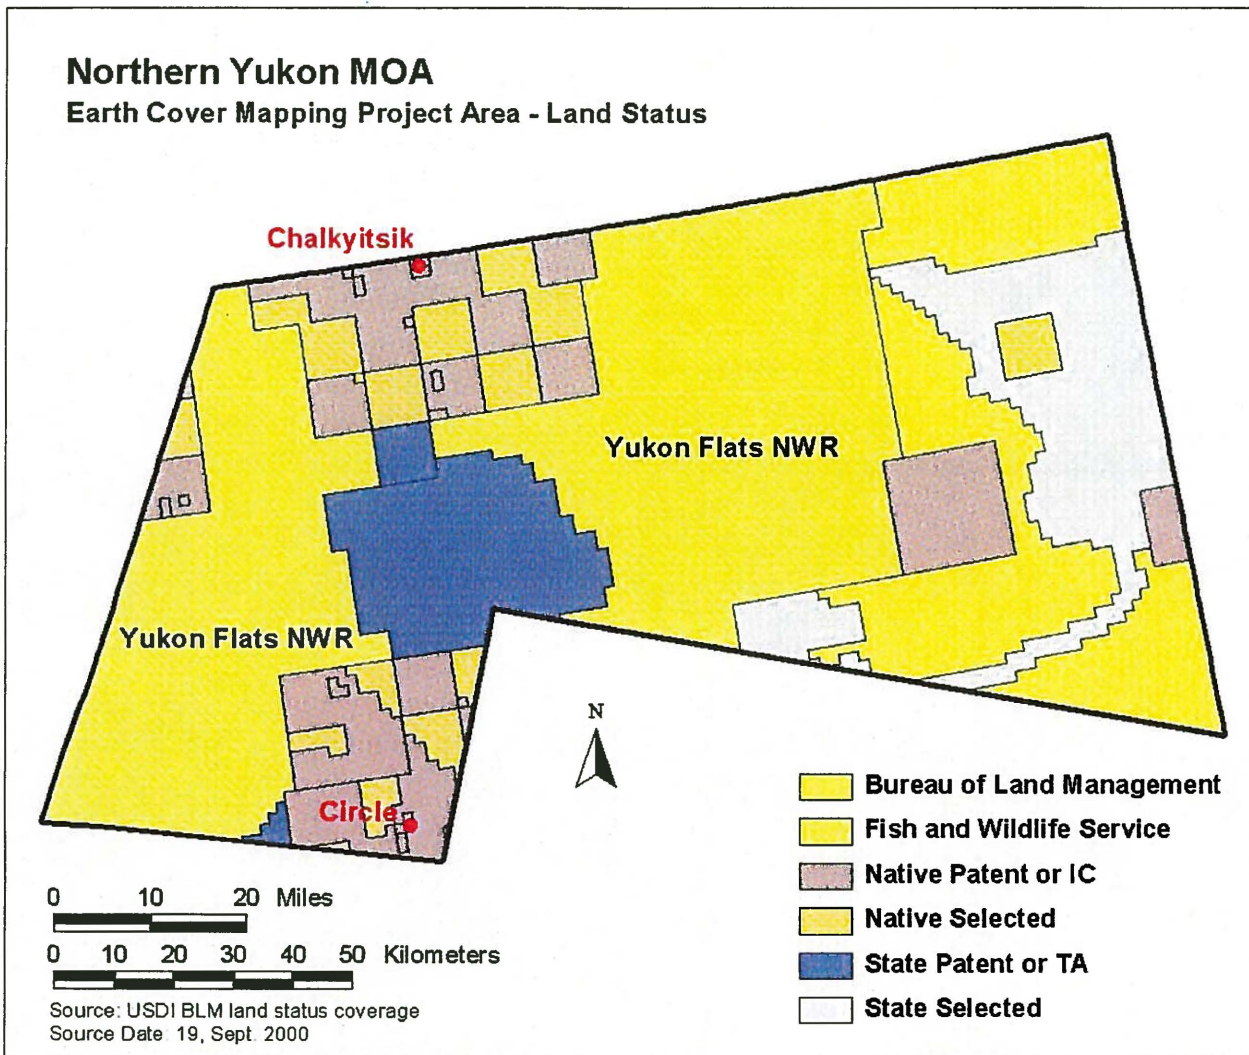 Northern Yukon MOA
Earth Cover Mapping Project Area - Land Status
Chalkyitsik
Yukon Flats NWR
Yukon Flats NWR
N
Circle
Bureau of Land Management
Fish and Wildlife Service
Native Patent or IC
Native Selected
State Patent or TA
State Selected
0 10 20 Miles
0 10 20 30 40 50 Kilometers
Source: USDI BLM land status coverage
Source Date: 19, Sept. 2000